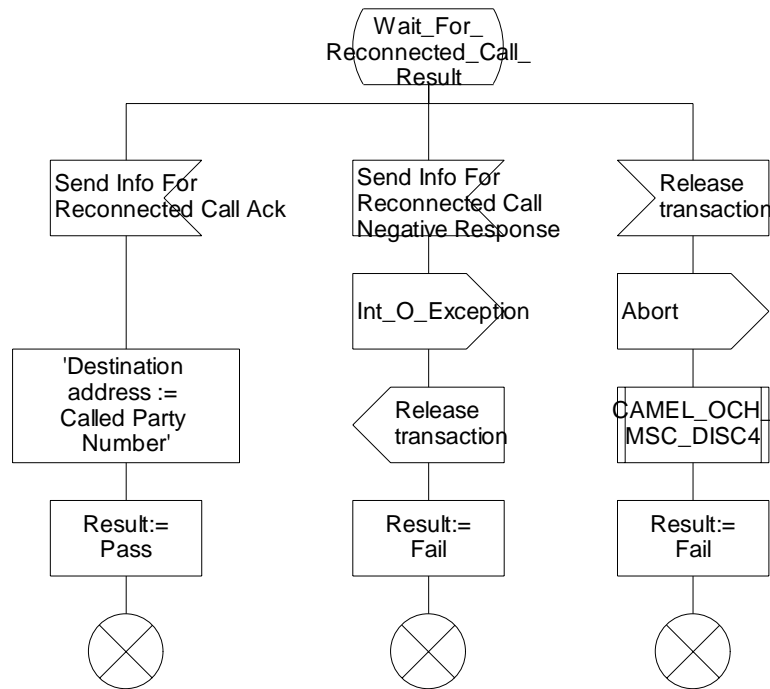 Wait_For_
Reconnected_Call_
Result
Send Info For
Reconnected Call Ack
Send Info For
Reconnected Call
Negative Response
Release
transaction
Int_O_Exception
Abort
'Destination
address :=
Called Party
Number'
Release
transaction
CAMEL_OCH_
MSC_DISC4
Result:=
Pass
Result:=
Fail
Result:=
Fail